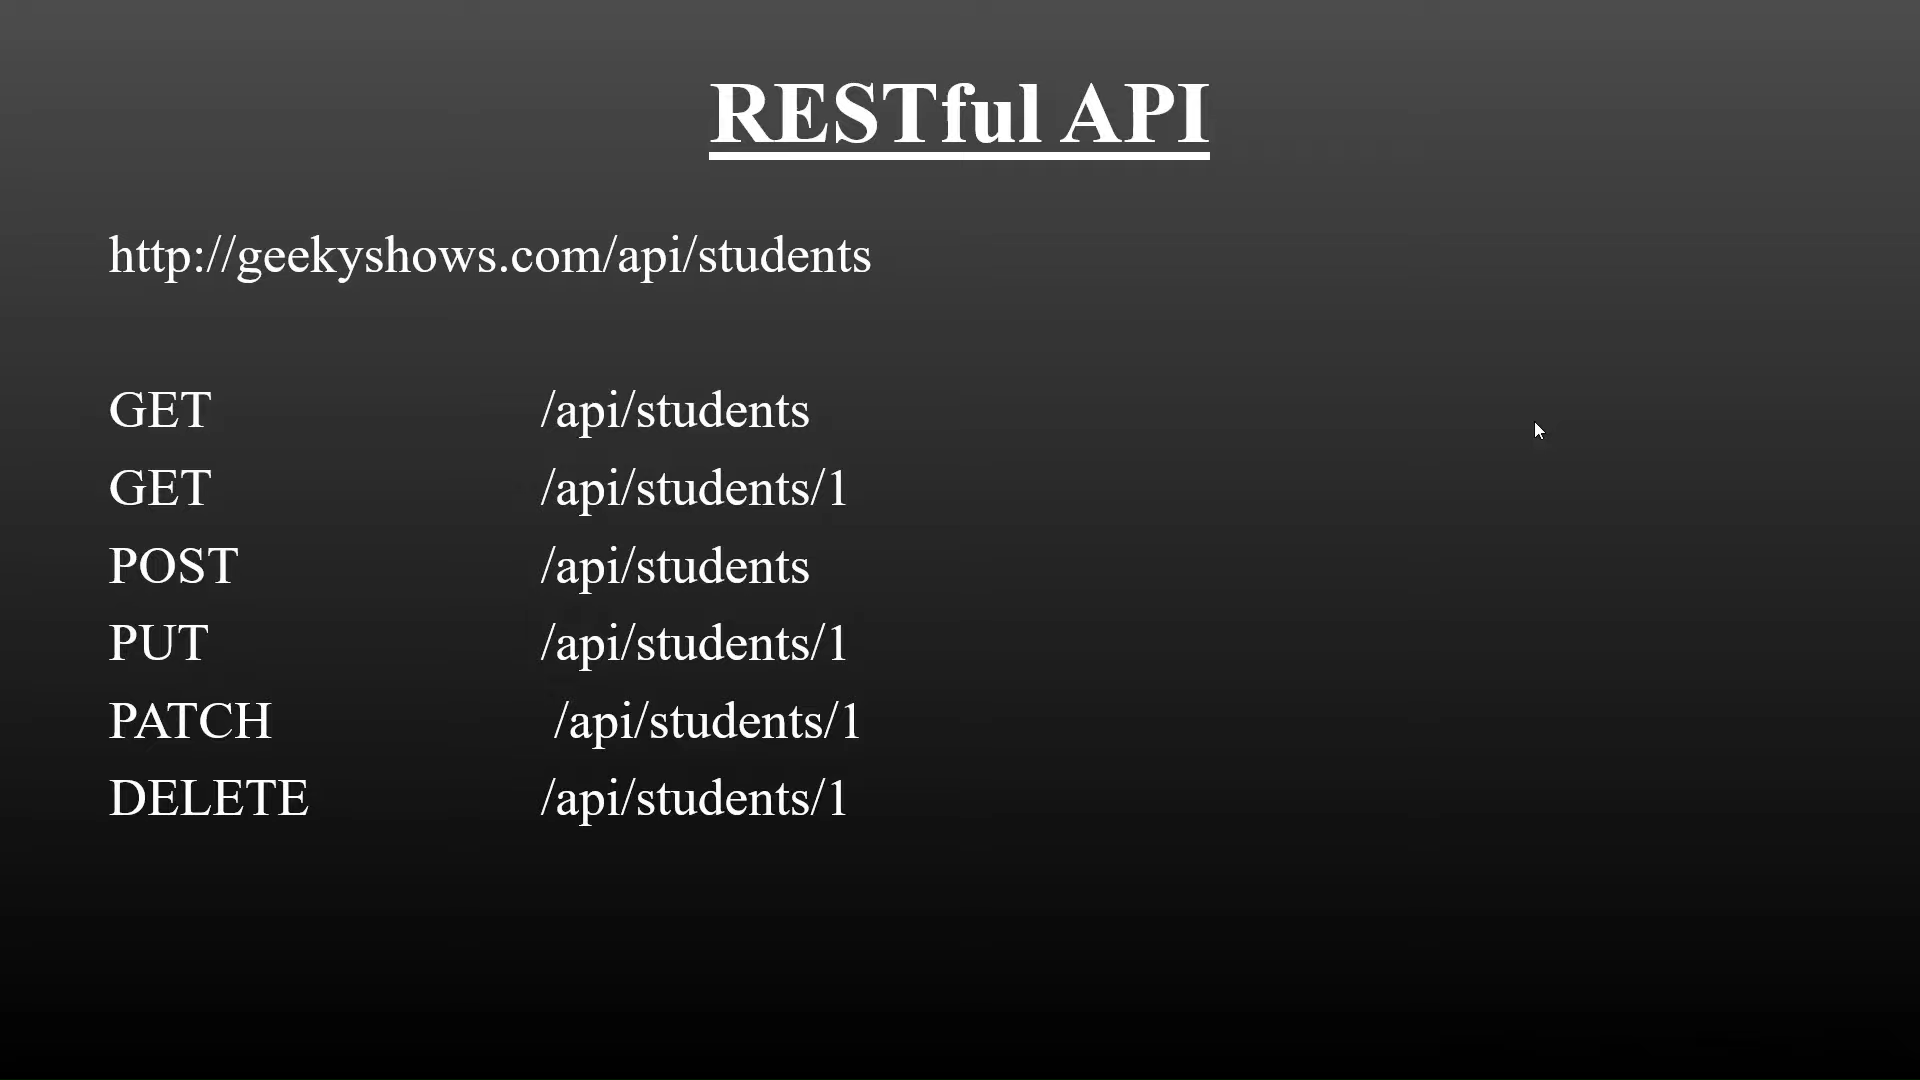 RESTful API
http://geekyshows.com/api/students
GET /api/students
GET /api/students/1
POST /api/students
PUT /api/students/1
PATCH /api/students/1
DELETE /api/students/1